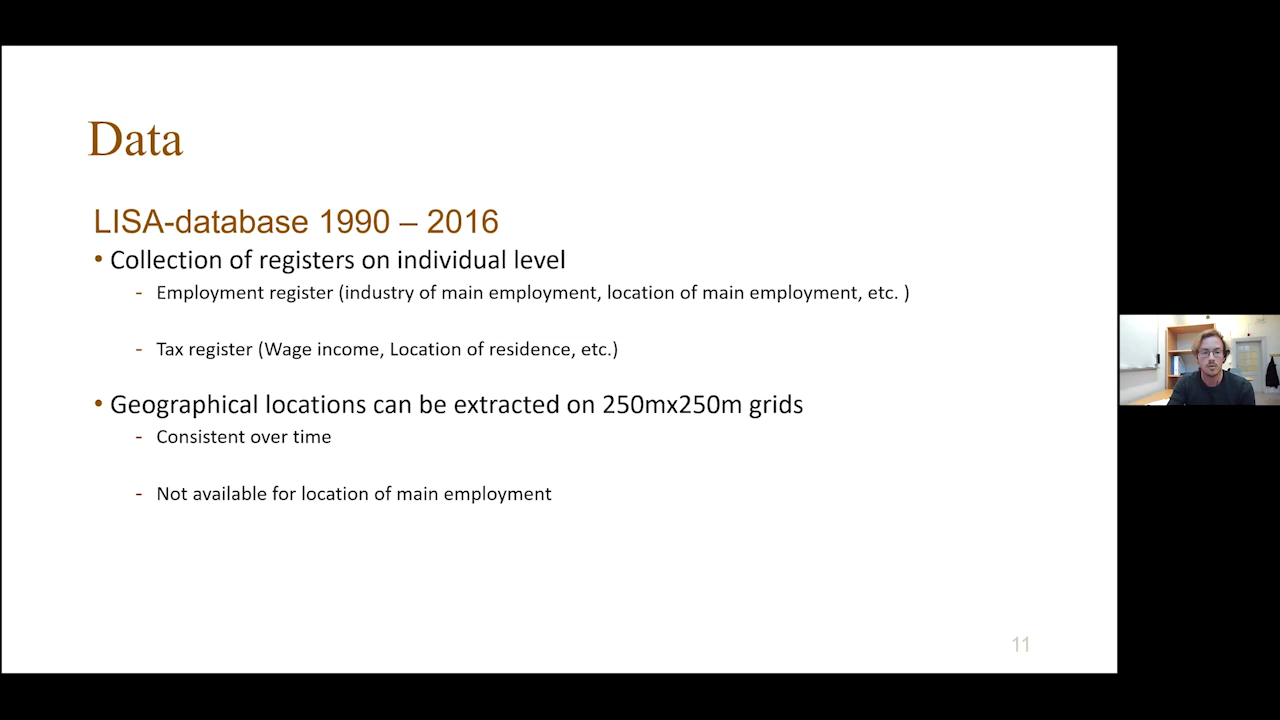 Data
LISA-database 1990 – 2016
• Collection of registers on individual level
- Employment register (industry of main employment, location of main employment, etc. )
- Tax register (Wage income, Location of residence, etc.)
• Geographical locations can be extracted on 250mx250m grids
- Consistent over time
- Not available for location of main employment
11